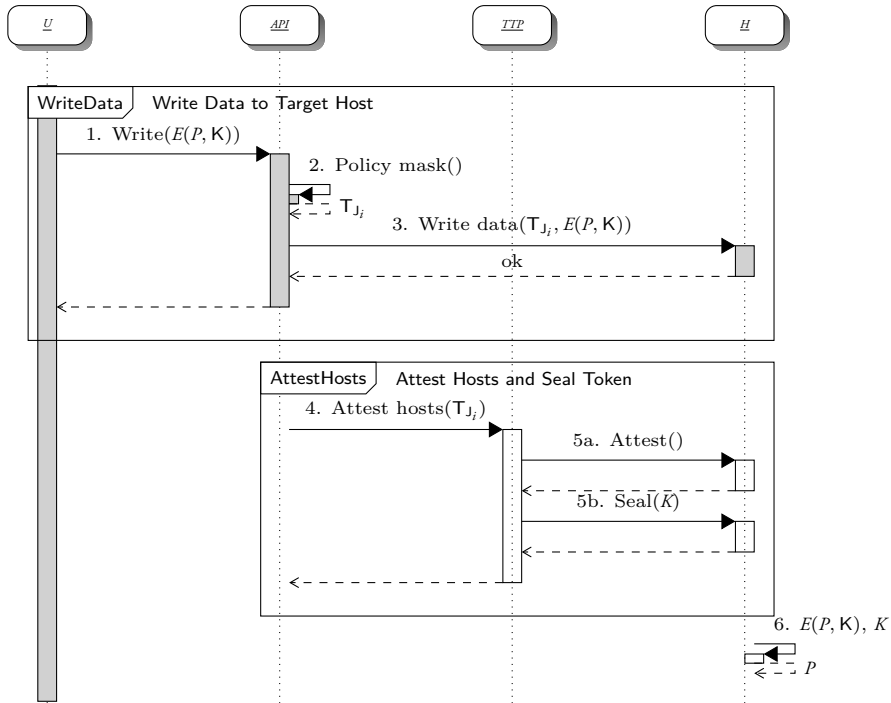 U API TTP H
WriteData Write Data to Target Host
1. Write(E(P, K))
2. Policy mask()
T_{J_i}
3. Write data(T_{J_i}, E(P, K))
ok
AttestHosts Attest Hosts and Seal Token
4. Attest hosts(T_{J_i})
5a. Attest()
5b. Seal(K)
6. E(P, K), K
P